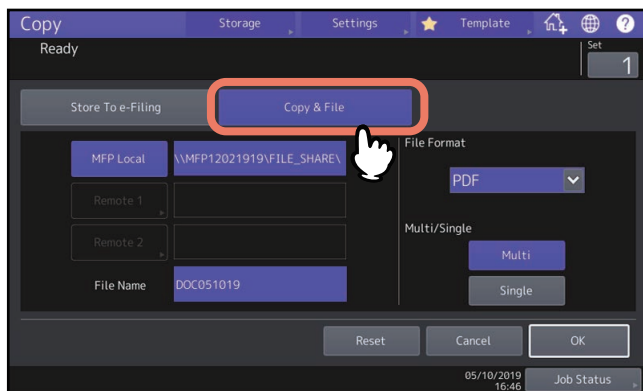 Copy
Storage
Settings
Template
?
Ready
Set
1
Store To e-Filing
Copy & File
MFP Local
\\MFP12021919\FILE_SHARE\
File Format
PDF
Remote 1
Remote 2
Multi/Single
Multi
File Name
DOC051019
Single
Reset
Cancel
OK
05/10/2019
16:46
Job Status